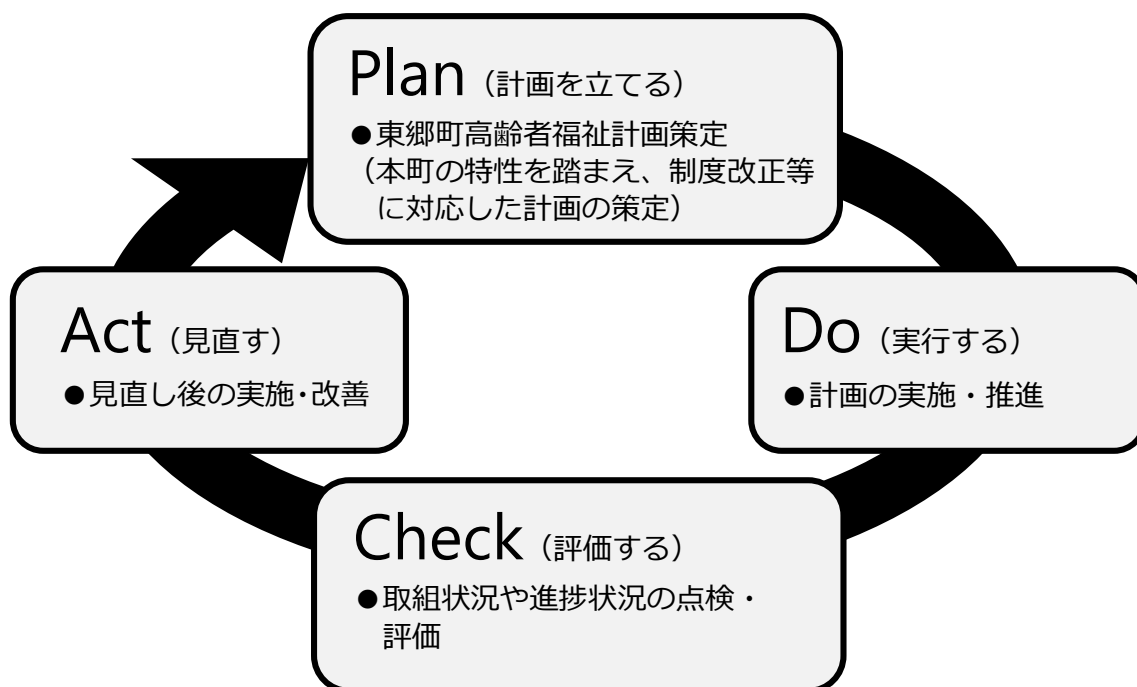 Plan（計画を立てる）
●東郷町高齢者福祉計画策定
（本町の特性を踏まえ、制度改正等
に対応した計画の策定）
Act（見直す）
●見直し後の実施・改善
Do（実行する）
●計画の実施・推進
Check（評価する）
●取組状況や進捗状況の点検・
評価